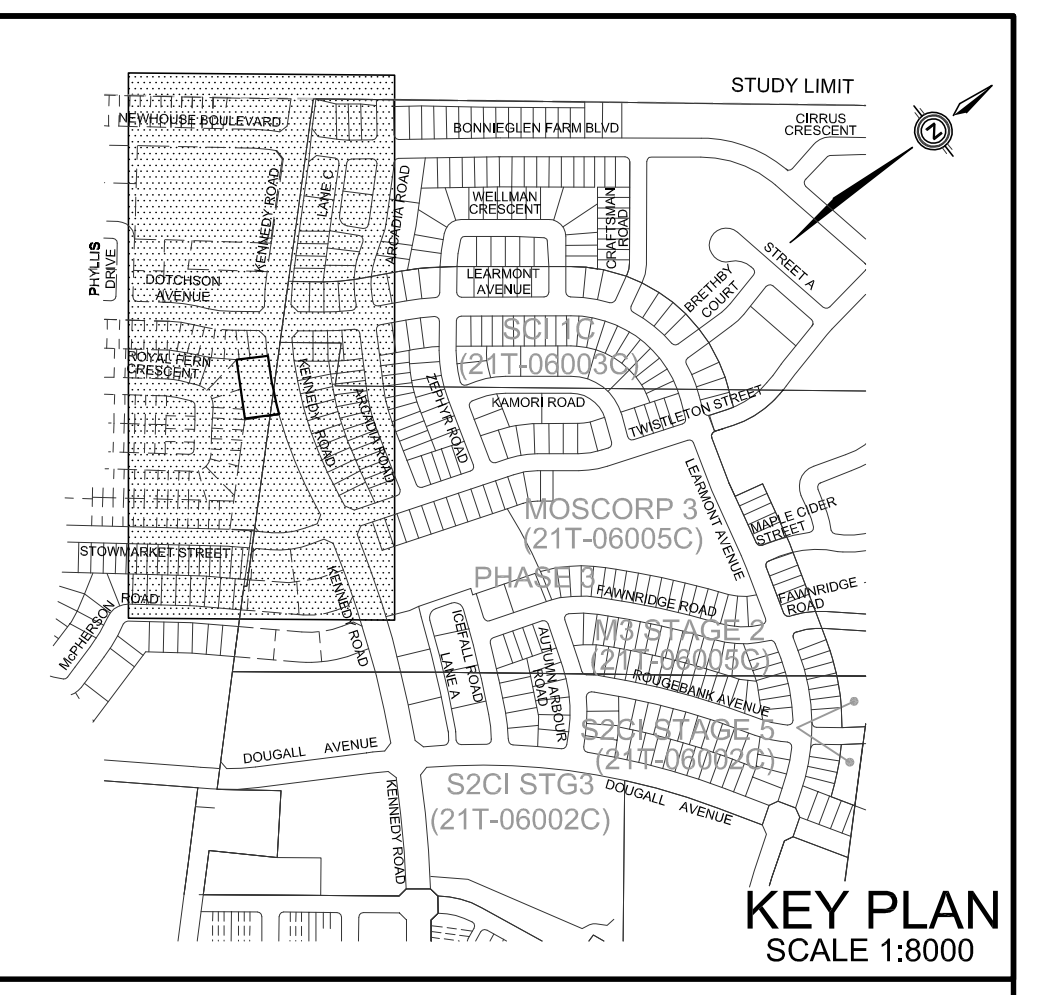 STUDY LIMIT
NEWHOUSE BOULEVARD
BONNIEGLEN FARM BLVD
CIRRUS
CRESCENT
Z
KENNEDY ROAD
LANE C
ARCADIA ROAD
WELLMAN
CRESCENT
CRAFTSMAN
ROAD
PHYLLIS
DRIVE
DOTCHSON
AVENUE
LEARMONT
AVENUE
BRETHBY
COURT
STREET A
SCI 1C
(21T-06003C)
ROYAL FERN
CRESCENT
KENNEDY ROAD
ARCADIA ROAD
ZEPHYR ROAD
KAMORI ROAD
TWISTLETON STREET
LEARMONT AVENUE
MOSCORP 3
(21T-06005C)
PHASE 3
MAPLE CIDER
STREET
STOWMARKET STREET
McPHERSON
ROAD
KENNEDY ROAD
FAWNRIDGE ROAD
FAWNRIDGE
ROAD
ICEFALL ROAD
LANE A
AUTUMN ARBOUR
ROAD
M3 STAGE 2
(21T-06005C)
ROUGEBANK AVENUE
S2CI STAGE 5
(21T-06002C)
DOUGALL AVENUE
S2CI STG3
(21T-06002C)
DOUGALL AVENUE
KENNEDY ROAD
KEY PLAN
SCALE 1:8000